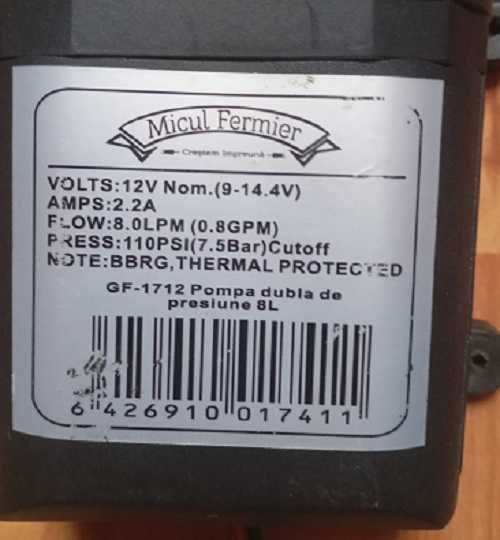 Micul Fermier
Creștem împreună
VOLTS:12V Nom.(9-14.4V)
AMPS:2.2A
FLOW:8.0LPM (0.8GPM)
PRESS:110PSI(7.5Bar)Cutoff
NOTE:BBRG,THERMAL PROTECTED
GF-1712 Pompa dubla de
presiune 8L
6 426910 017411